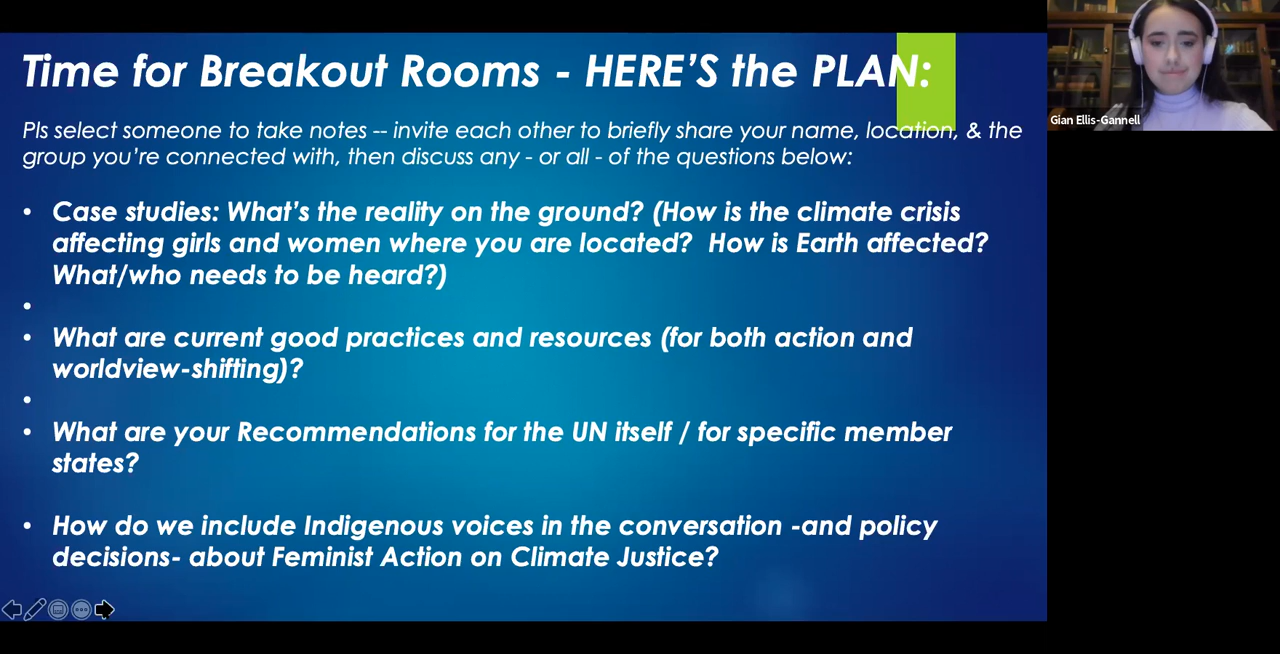 Time for Breakout Rooms - HERE'S the PLAN:
Pls select someone to take notes -- invite each other to briefly share your name, location, & the
group you're connected with, then discuss any - or all - of the questions below:
• Case studies: What's the reality on the ground? (How is the climate crisis
affecting girls and women where you are located?  How is Earth affected?
What/who needs to be heard?)
•
• What are current good practices and resources (for both action and
worldview-shifting)?
•
• What are your Recommendations for the UN itself / for specific member
states?
• How do we include Indigenous voices in the conversation -and policy
decisions- about Feminist Action on Climate Justice?
Gian Ellis-Gannell